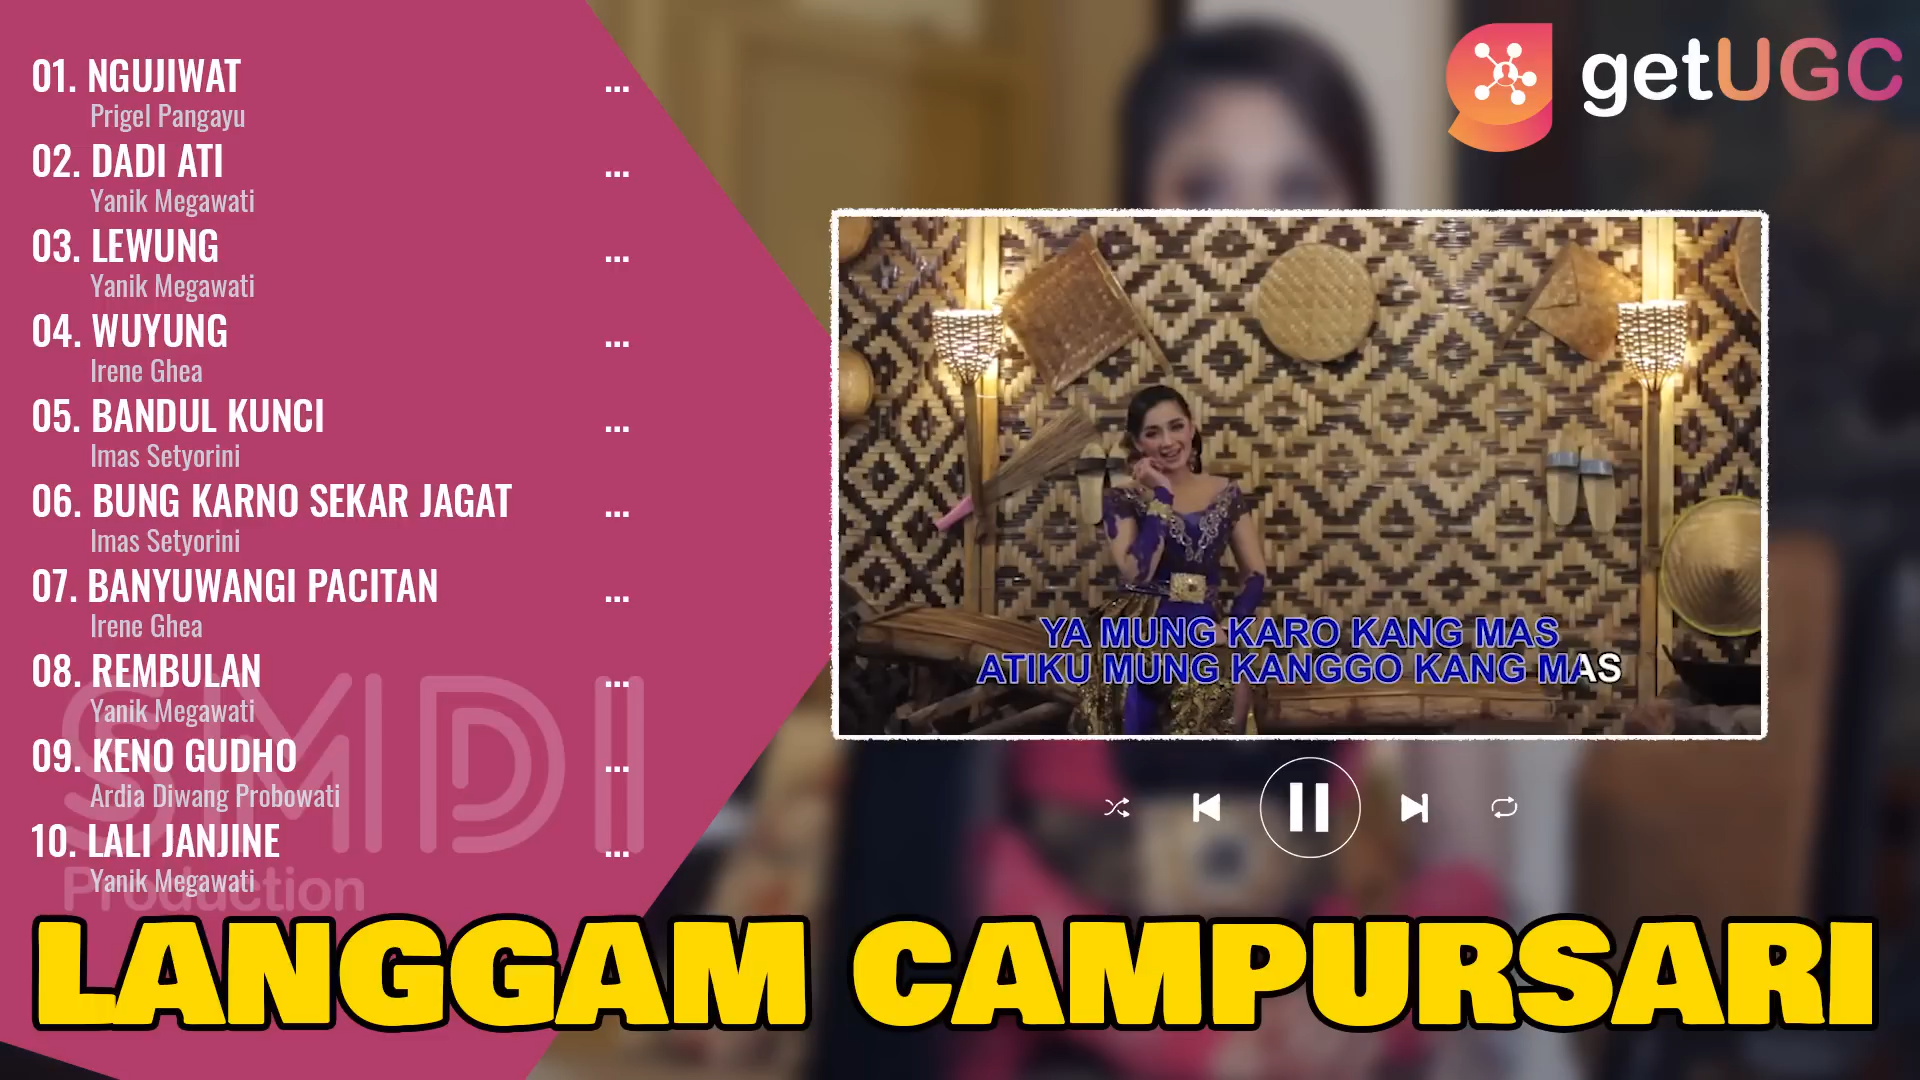 01. NGUJIWAT ...
Prigel Pangayu
02. DADI ATI ...
Yanik Megawati
03. LEWUNG ...
Yanik Megawati
04. WUYUNG ...
Irene Ghea
05. BANDUL KUNCI ...
Imas Setyorini
06. BUNG KARNO SEKAR JAGAT ...
Imas Setyorini
07. BANYUWANGI PACITAN ...
Irene Ghea
08. REMBULAN ...
Yanik Megawati
09. KENO GUDHO ...
Ardia Diwang Probowati
10. LALI JANJINE ...
Yanik Megawati
SMDI
Production
getUGC
YA MUNG KARO KANG MAS
ATIKU MUNG KANGGO KANG MAS
LANGGAM CAMPURSARI